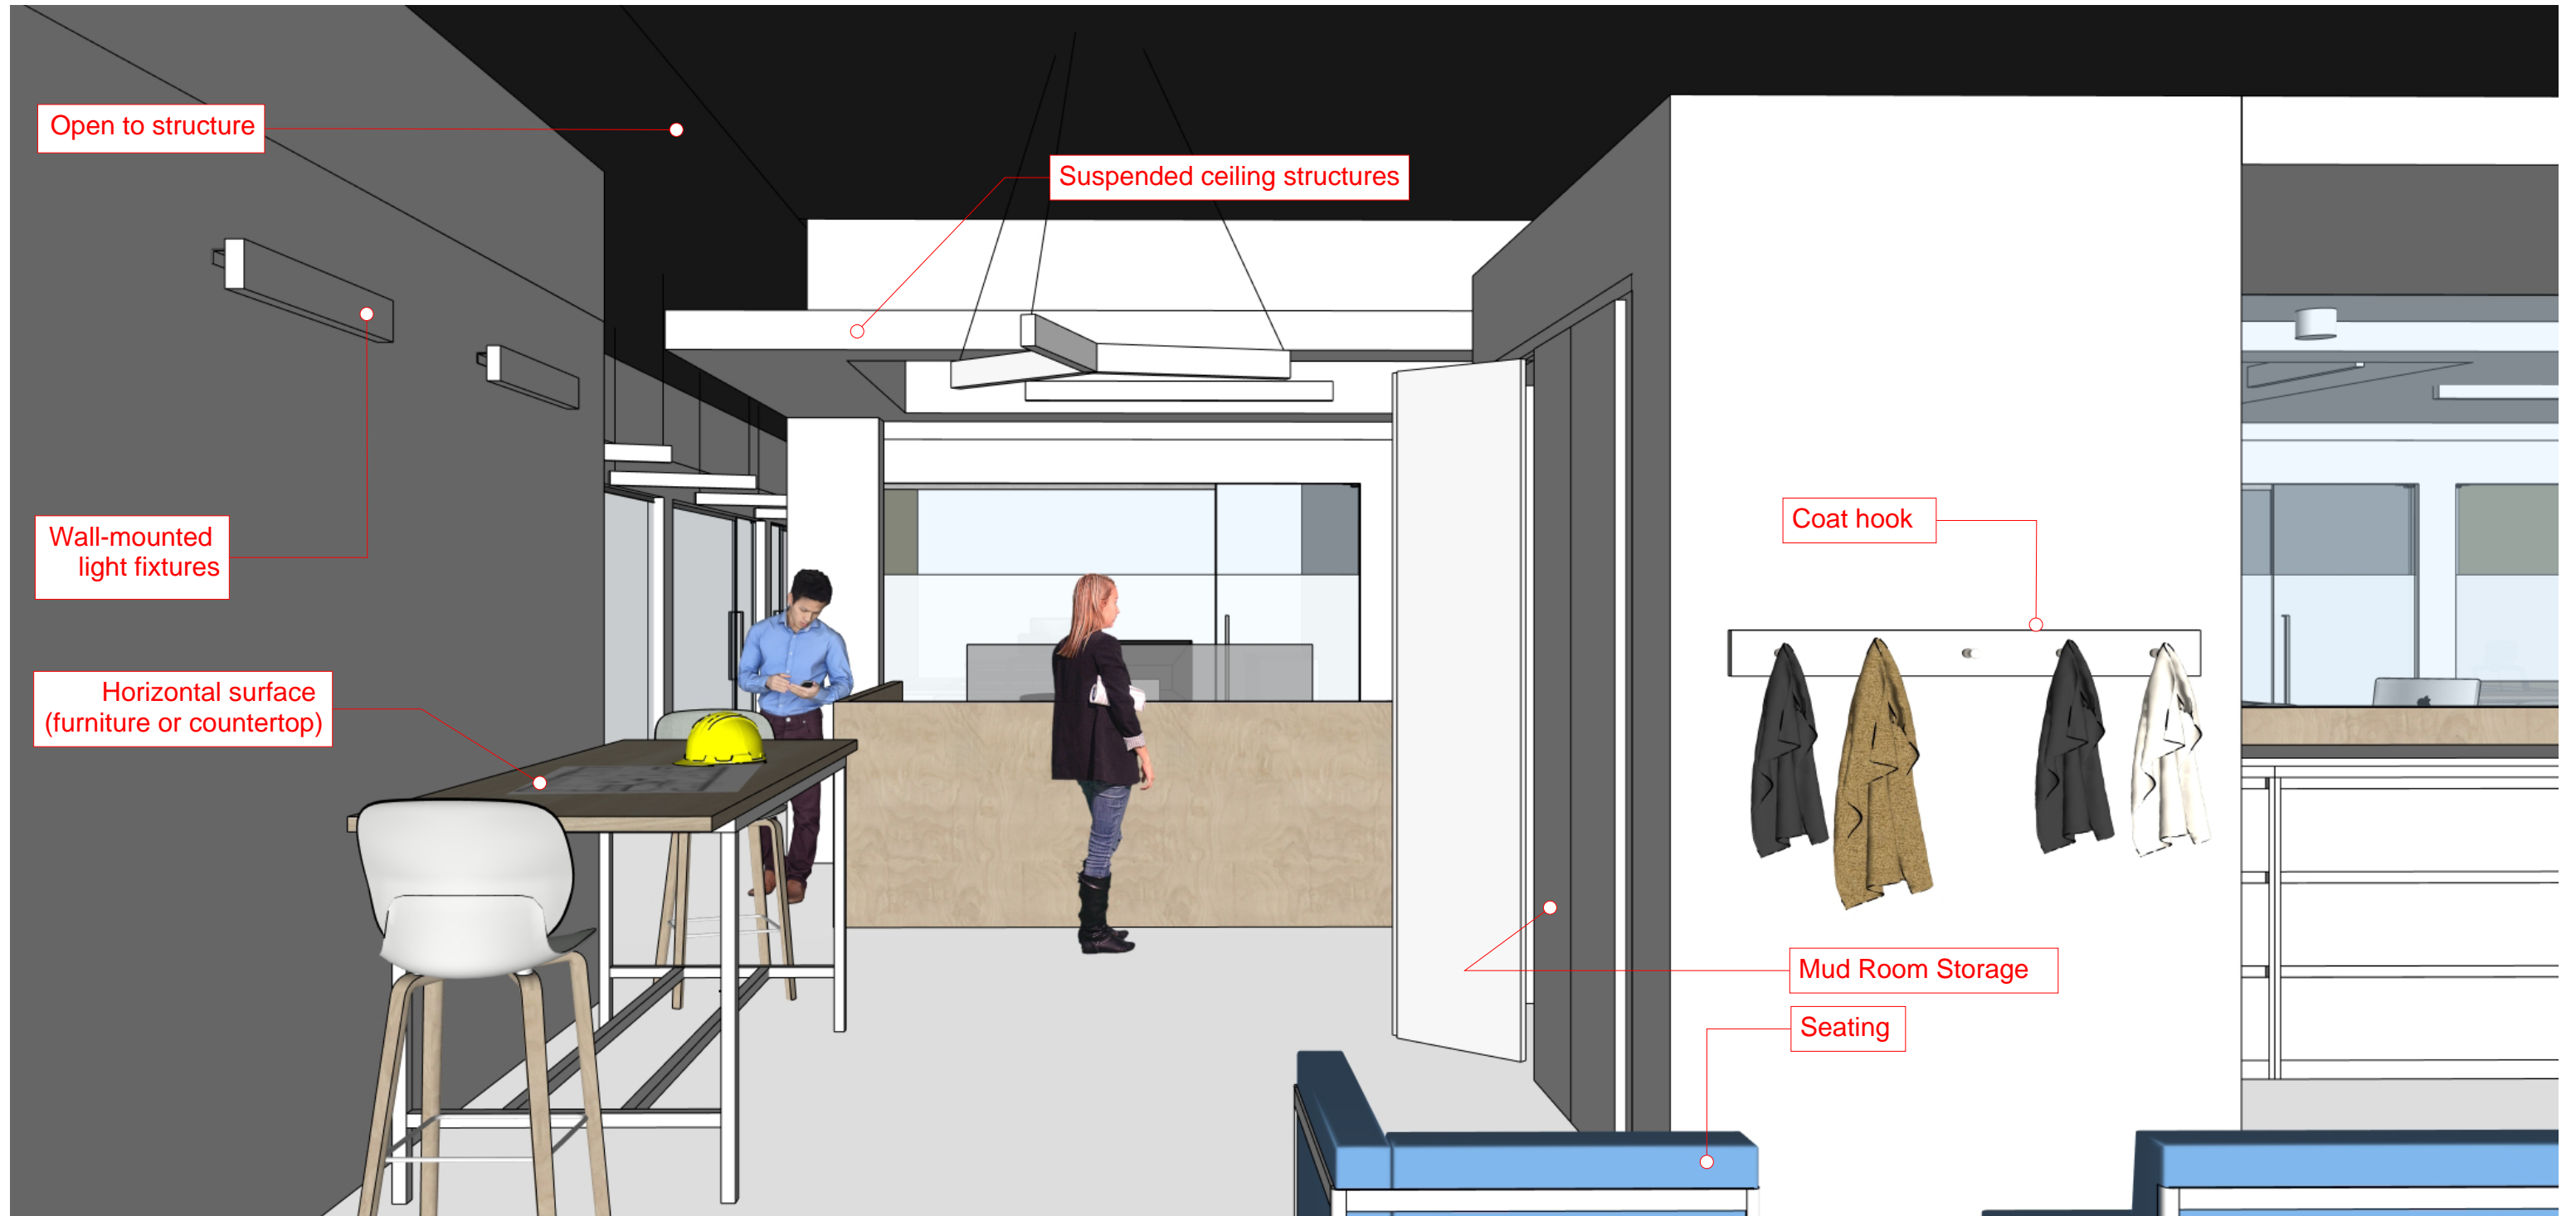 Open to structure
Suspended ceiling structures
Wall-mounted
light fixtures
Coat hook
Horizontal surface
(furniture or countertop)
Mud Room Storage
Seating